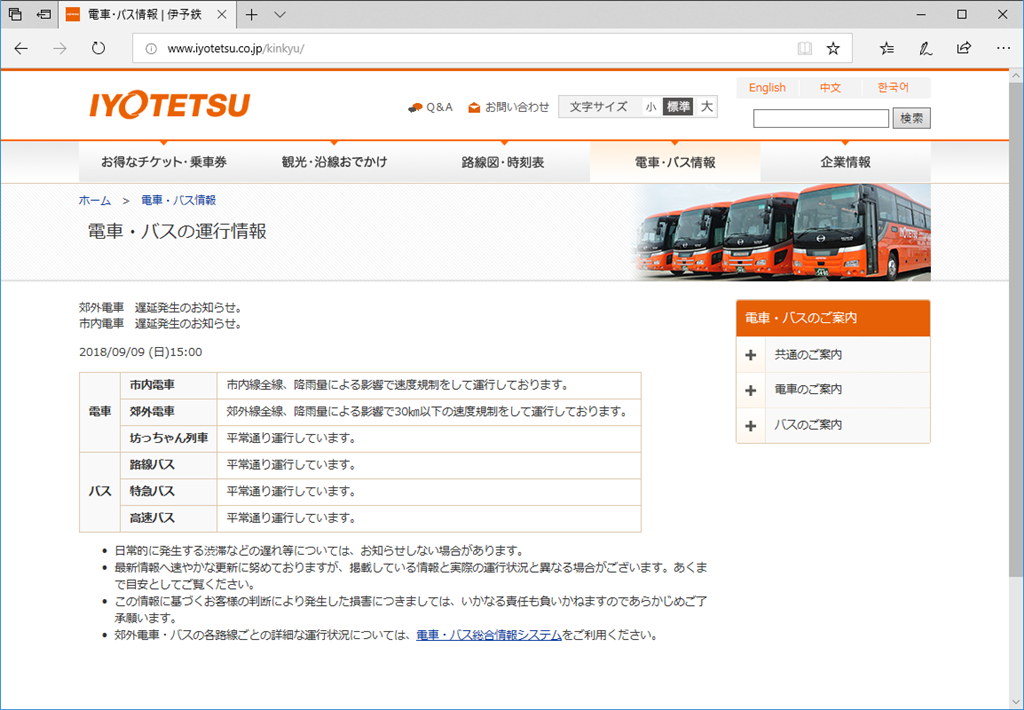 電車・バス情報 | 伊予鉄
www.iyotetsu.co.jp/kinkyu/
IYOTETSU
Q&A
お問い合わせ
文字サイズ 小 標準 大
English 中文 한국어
検索
お得なチケット・乗車券 観光・沿線おでかけ 路線図・時刻表 電車・バス情報 企業情報
ホーム > 電車・バス情報
電車・バスの運行情報
郊外電車 遅延発生のお知らせ。
市内電車 遅延発生のお知らせ。
2018/09/09 (日)15:00
電車
市内電車 市内線全線、降雨量による影響で速度規制をして運行しております。
郊外電車 郊外線全線、降雨量による影響で30㎞以下の速度規制をして運行しております。
坊っちゃん列車 平常通り運行しています。
バス
路線バス 平常通り運行しています。
特急バス 平常通り運行しています。
高速バス 平常通り運行しています。
• 日常的に発生する渋滞などの遅れ等については、お知らせしない場合があります。
• 最新情報へ速やかな更新に努めておりますが、掲載している情報と実際の運行状況と異なる場合がございます。あくま
で目安としてご覧ください。
• この情報に基づくお客様の判断により発生した損害につきましては、いかなる責任も負いかねますのであらかじめご了
承願います。
• 郊外電車・バスの各路線ごとの詳細な運行状況については、電車・バス総合情報システムをご利用ください。
電車・バスのご案内
共通のご案内
電車のご案内
バスのご案内